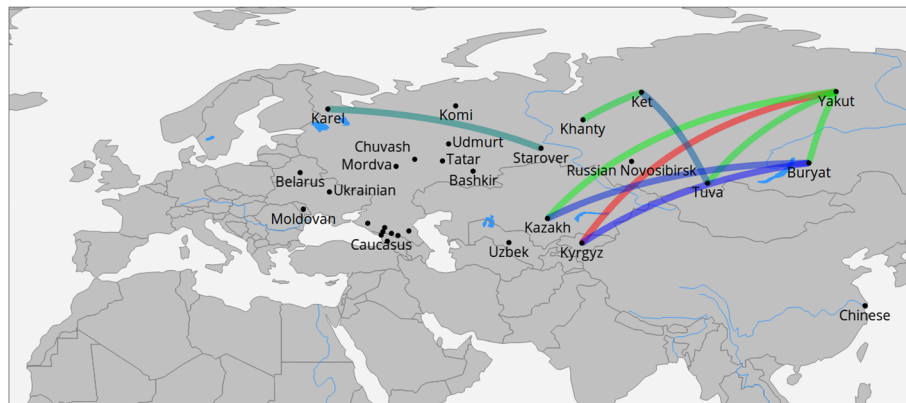 Ket
Yakut
Karel
Komi
Khanty
Udmurt
Chuvash
Starover
Tatar
Mordva
Russian Novosibirsk
Buryat
Bashkir
Belarus
Ukrainian
Tuva
Moldovan
Kazakh
Caucasus
Uzbek
Kyrgyz
Chinese